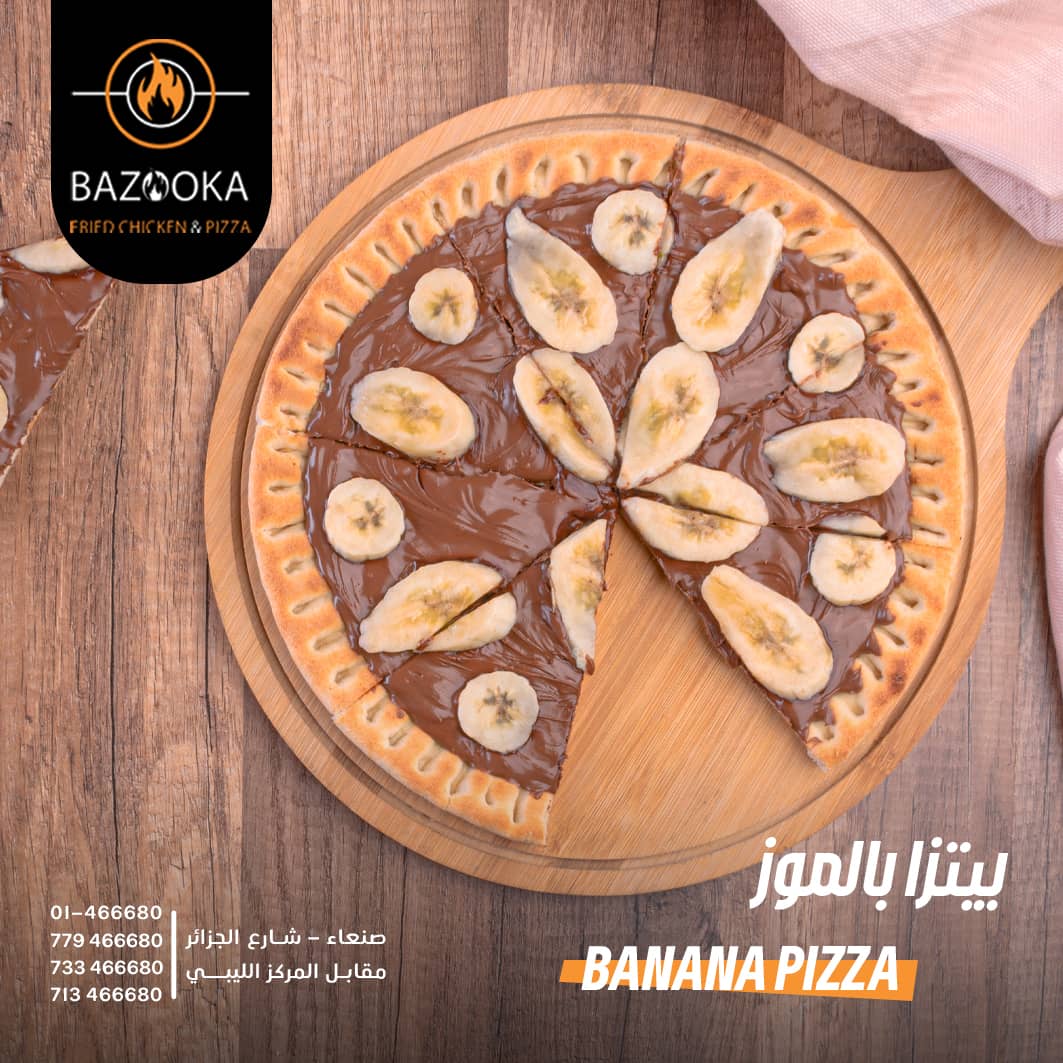 BAZOOKA
FRIED CHICKEN & PIZZA
بيتزا بالموز
BANANA PIZZA
صنعاء - شارع الجزائر
مقابل المركز الليبي
01-466680
779 466680
733 466680
713 466680